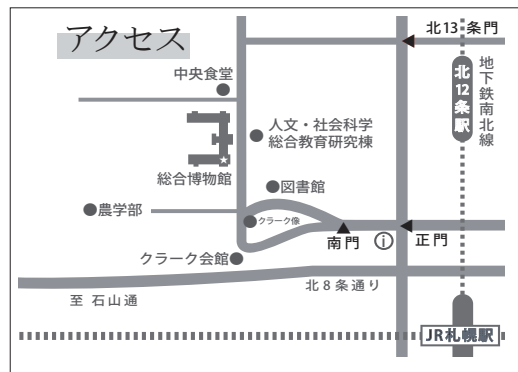 アクセス
北13条門
中央食堂
地下鉄南北線
北12条駅
人文・社会科学
総合教育研究棟
総合博物館
図書館
農学部
クラーク像
南門
i
正門
クラーク会館
北8条通り
至 石山通
JR札幌駅